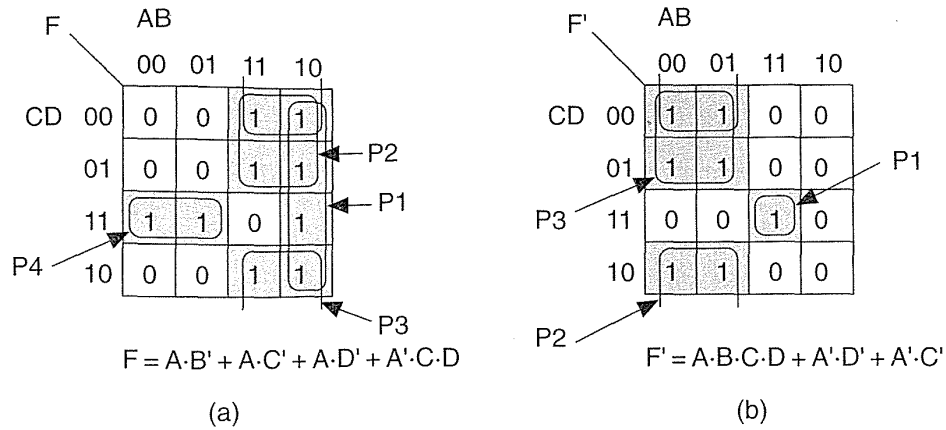 F AB
00 01 11 10
CD 00 0 0 1 1
01 0 0 1 1
11 1 1 0 1
10 0 0 1 1
P2
P1
P4
P3
F = A·B' + A·C' + A·D' + A'·C·D
(a)
F' AB
00 01 11 10
CD 00 1 1 0 0
01 1 1 0 0
11 0 0 1 0
10 1 1 0 0
P1
P3
P2
F' = A·B·C·D + A'·D' + A'·C'
(b)